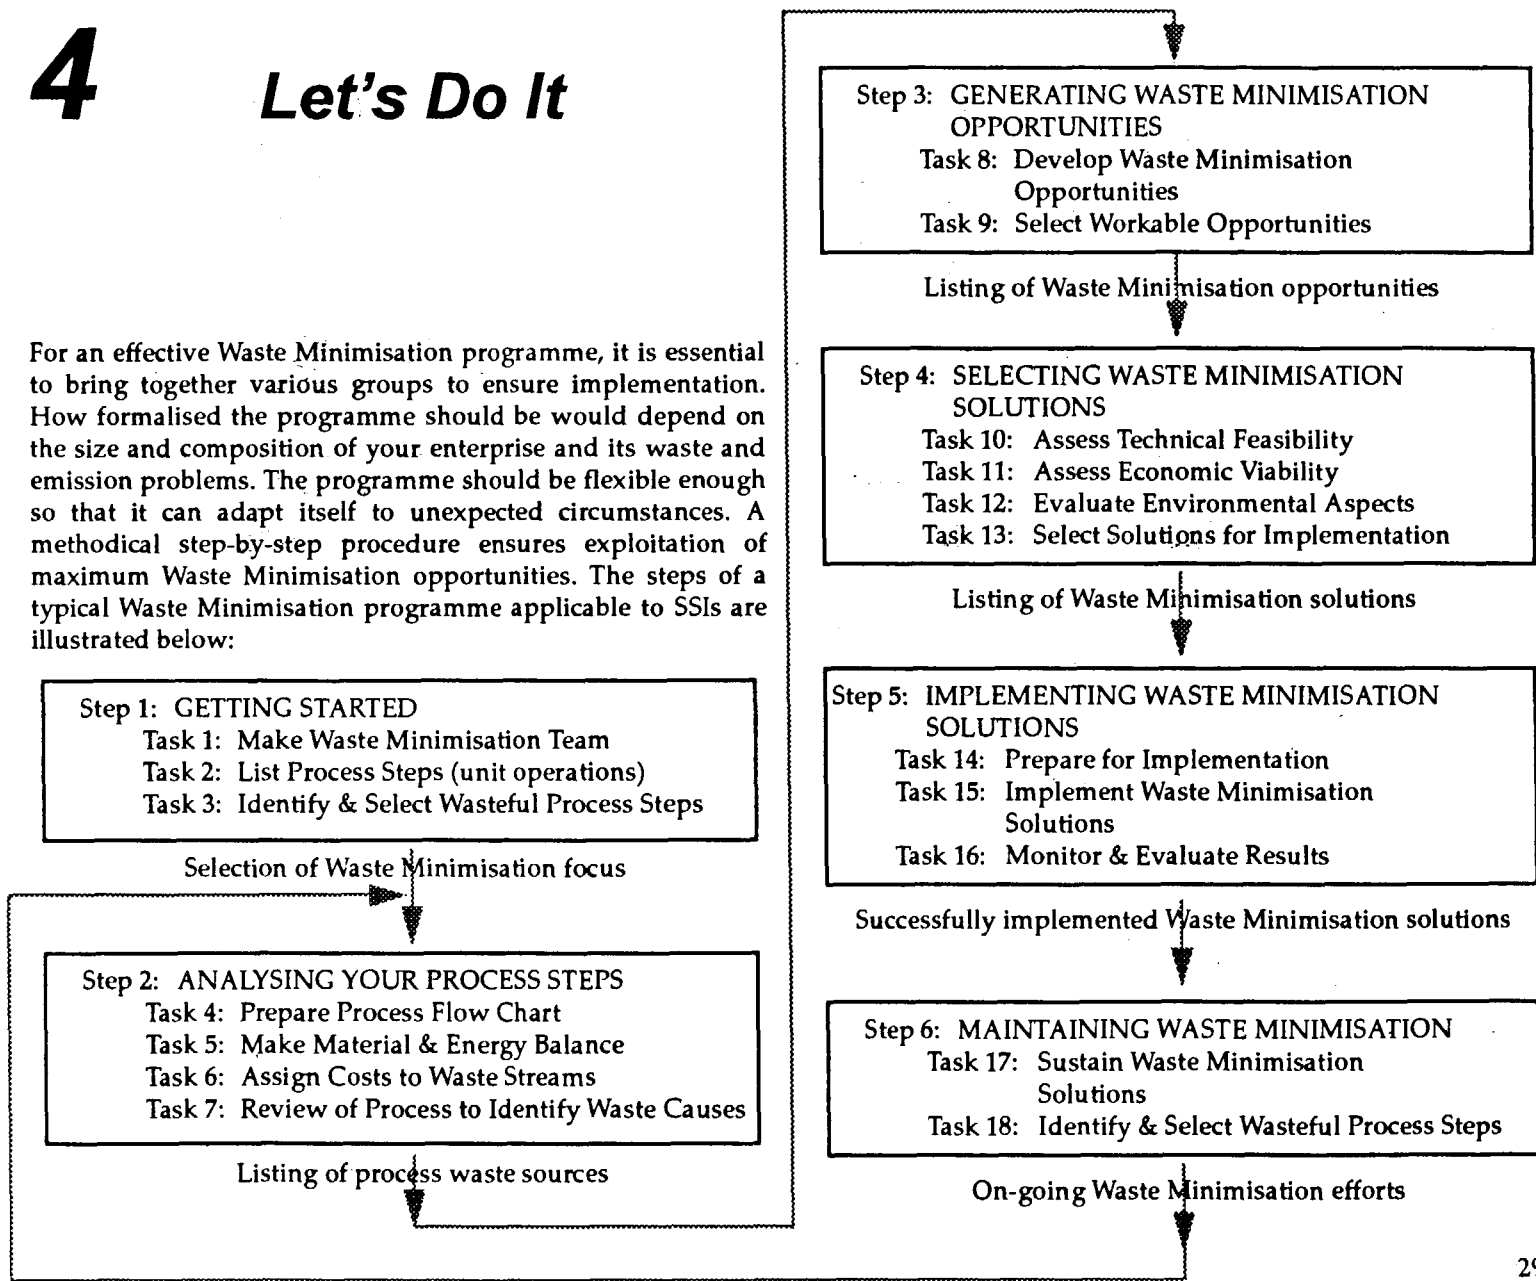 4 Let's Do It
For an effective Waste Minimisation programme, it is essential
to bring together various groups to ensure implementation.
How formalised the programme should be would depend on
the size and composition of your enterprise and its waste and
emission problems. The programme should be flexible enough
so that it can adapt itself to unexpected circumstances. A
methodical step-by-step procedure ensures exploitation of
maximum Waste Minimisation opportunities. The steps of a
typical Waste Minimisation programme applicable to SSIs are
illustrated below:
Step 1: GETTING STARTED
Task 1: Make Waste Minimisation Team
Task 2: List Process Steps (unit operations)
Task 3: Identify & Select Wasteful Process Steps
Selection of Waste Minimisation focus
Step 2: ANALYSING YOUR PROCESS STEPS
Task 4: Prepare Process Flow Chart
Task 5: Make Material & Energy Balance
Task 6: Assign Costs to Waste Streams
Task 7: Review of Process to Identify Waste Causes
Listing of process waste sources
Step 3: GENERATING WASTE MINIMISATION
OPPORTUNITIES
Task 8: Develop Waste Minimisation
Opportunities
Task 9: Select Workable Opportunities
Listing of Waste Minimisation opportunities
Step 4: SELECTING WASTE MINIMISATION
SOLUTIONS
Task 10: Assess Technical Feasibility
Task 11: Assess Economic Viability
Task 12: Evaluate Environmental Aspects
Task 13: Select Solutions for Implementation
Listing of Waste Minimisation solutions
Step 5: IMPLEMENTING WASTE MINIMISATION
SOLUTIONS
Task 14: Prepare for Implementation
Task 15: Implement Waste Minimisation
Solutions
Task 16: Monitor & Evaluate Results
Successfully implemented Waste Minimisation solutions
Step 6: MAINTAINING WASTE MINIMISATION
Task 17: Sustain Waste Minimisation
Solutions
Task 18: Identify & Select Wasteful Process Steps
On-going Waste Minimisation efforts